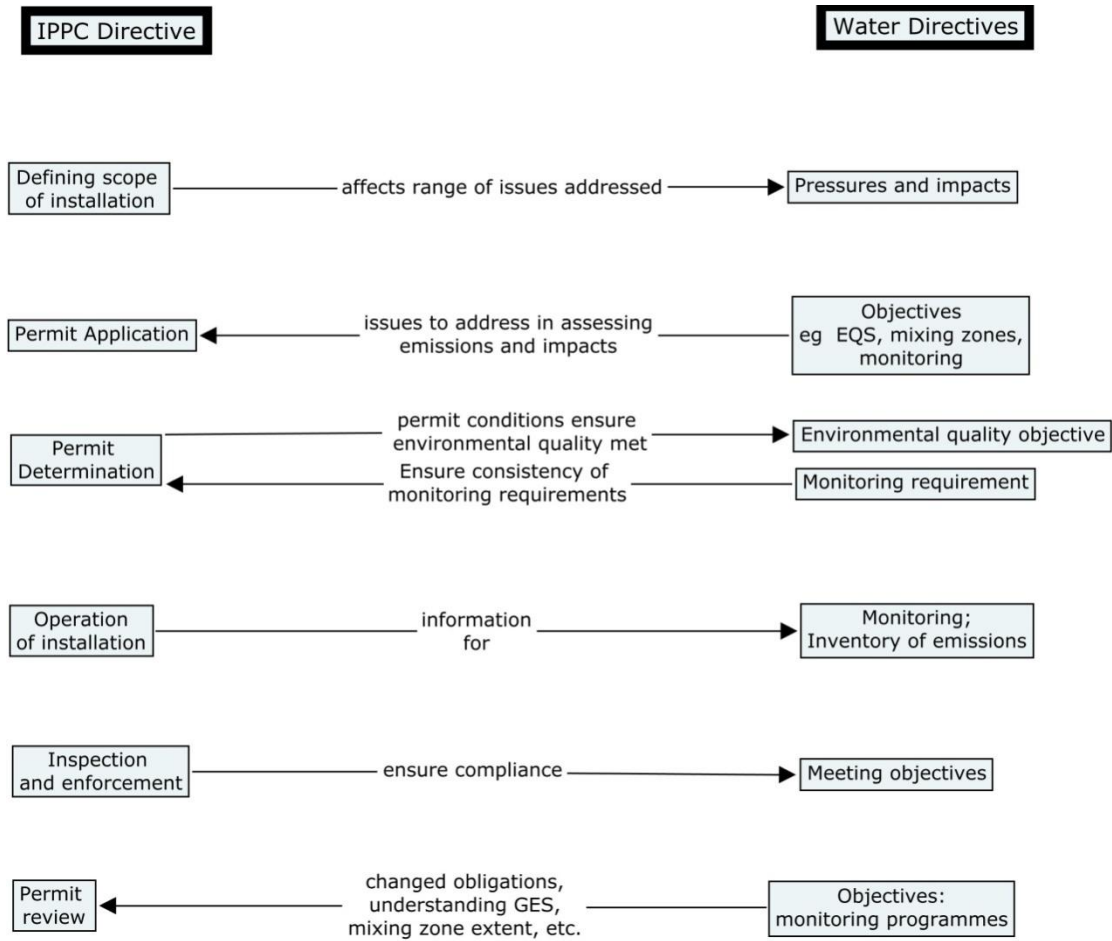 IPPC Directive
Water Directives
Defining scope
of installation
affects range of issues addressed
Pressures and impacts
Permit Application
issues to address in assessing
emissions and impacts
Objectives
eg EQS, mixing zones,
monitoring
Permit
Determination
permit conditions ensure
environmental quality met
Environmental quality objective
Ensure consistency of
monitoring requirements
Monitoring requirement
Operation
of installation
information
for
Monitoring;
Inventory of emissions
Inspection
and enforcement
ensure compliance
Meeting objectives
Permit
review
changed obligations,
understanding GES,
mixing zone extent, etc.
Objectives:
monitoring programmes